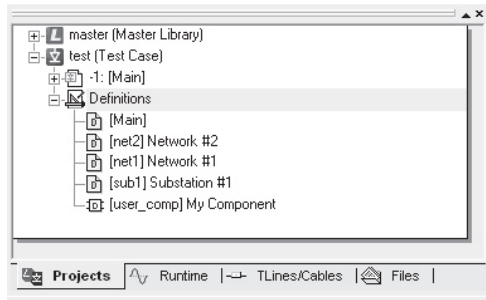 master (Master Library)
test (Test Case)
-1: [Main]
Definitions
[Main]
[net2] Network #2
[net1] Network #1
[sub1] Substation #1
[user_comp] My Component
Projects Runtime TLines/Cables Files